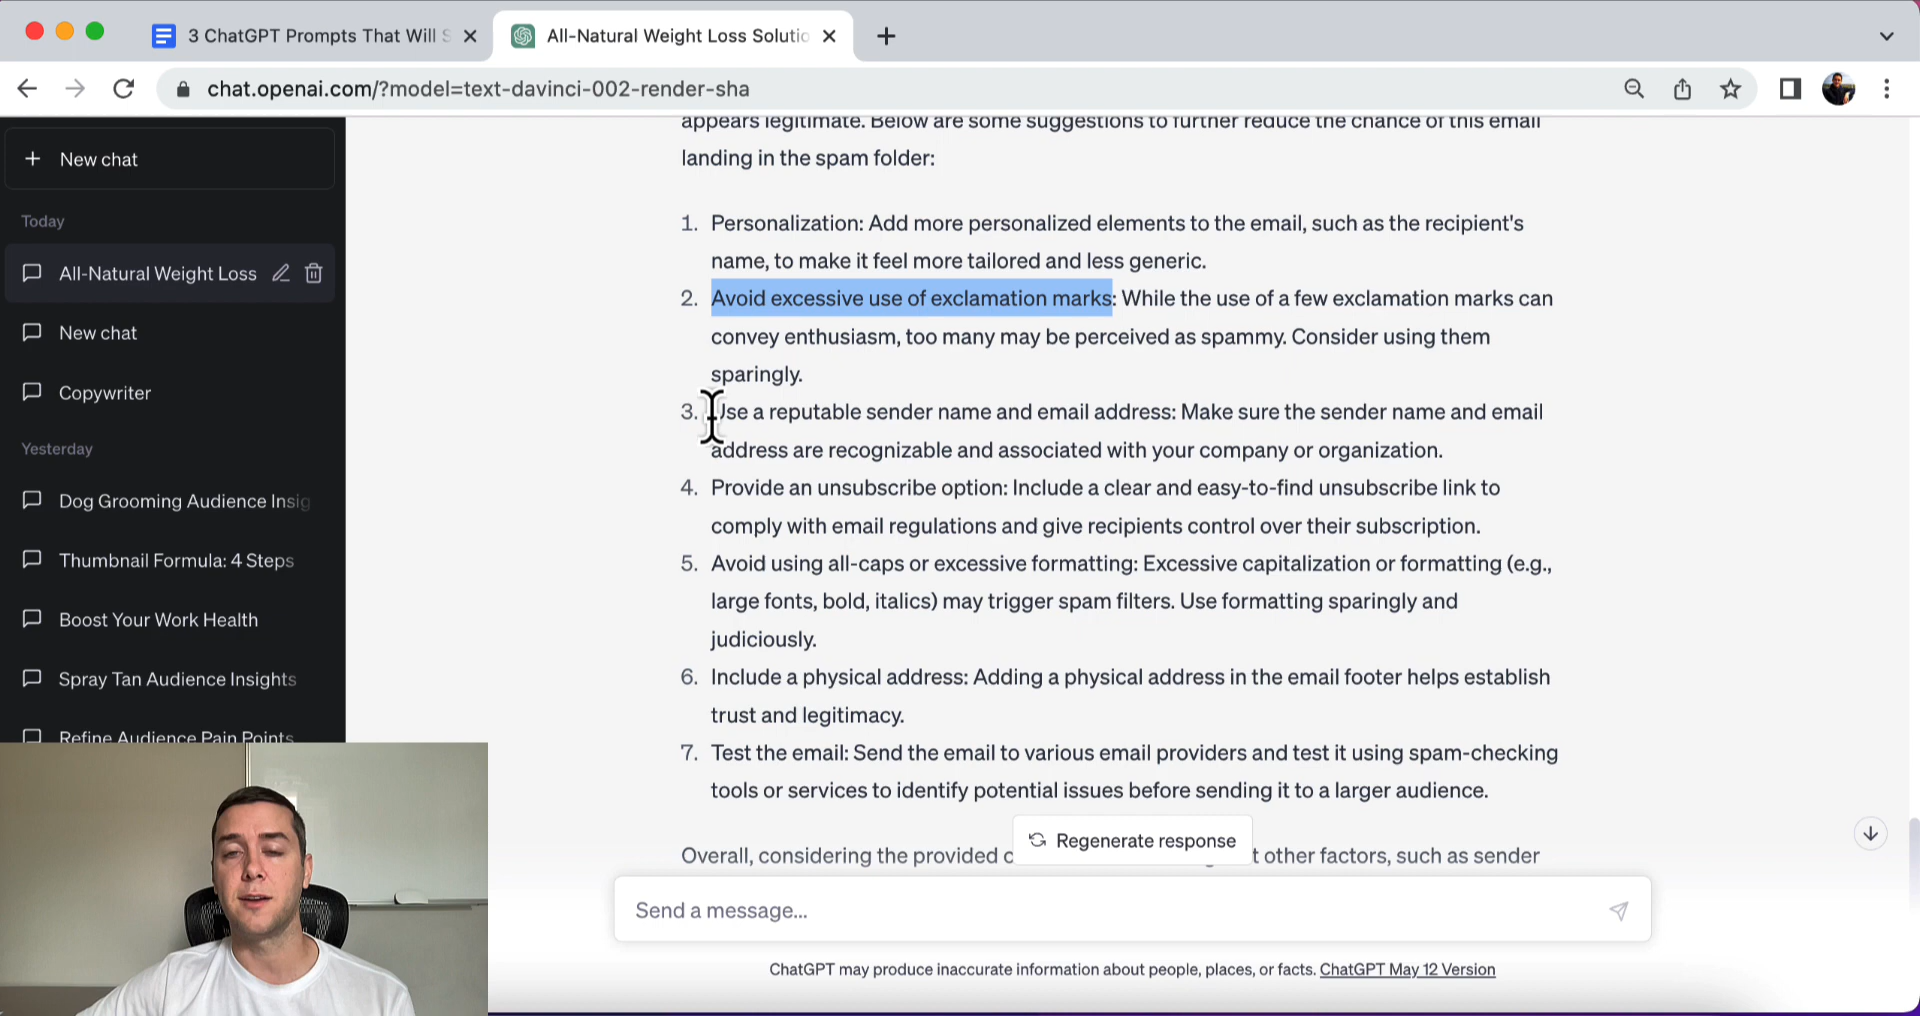 3 ChatGPT Prompts That Will S
All-Natural Weight Loss Solutio
chat.openai.com/?model=text-davinci-002-render-sha
New chat
Today
All-Natural Weight Loss
New chat
Copywriter
Yesterday
Dog Grooming Audience Insig
Thumbnail Formula: 4 Steps
Boost Your Work Health
Spray Tan Audience Insights
Refine Audience Pain Points
appears legitimate. Below are some suggestions to further reduce the chance of this email
landing in the spam folder:
1. Personalization: Add more personalized elements to the email, such as the recipient's
name, to make it feel more tailored and less generic.
2. Avoid excessive use of exclamation marks: While the use of a few exclamation marks can
convey enthusiasm, too many may be perceived as spammy. Consider using them
sparingly.
3. Use a reputable sender name and email address: Make sure the sender name and email
address are recognizable and associated with your company or organization.
4. Provide an unsubscribe option: Include a clear and easy-to-find unsubscribe link to
comply with email regulations and give recipients control over their subscription.
5. Avoid using all-caps or excessive formatting: Excessive capitalization or formatting (e.g.,
large fonts, bold, italics) may trigger spam filters. Use formatting sparingly and
judiciously.
6. Include a physical address: Adding a physical address in the email footer helps establish
trust and legitimacy.
7. Test the email: Send the email to various email providers and test it using spam-checking
tools or services to identify potential issues before sending it to a larger audience.
Regenerate response
Overall, considering the provided other factors, such as sender
Send a message...
ChatGPT may produce inaccurate information about people, places, or facts. ChatGPT May 12 Version